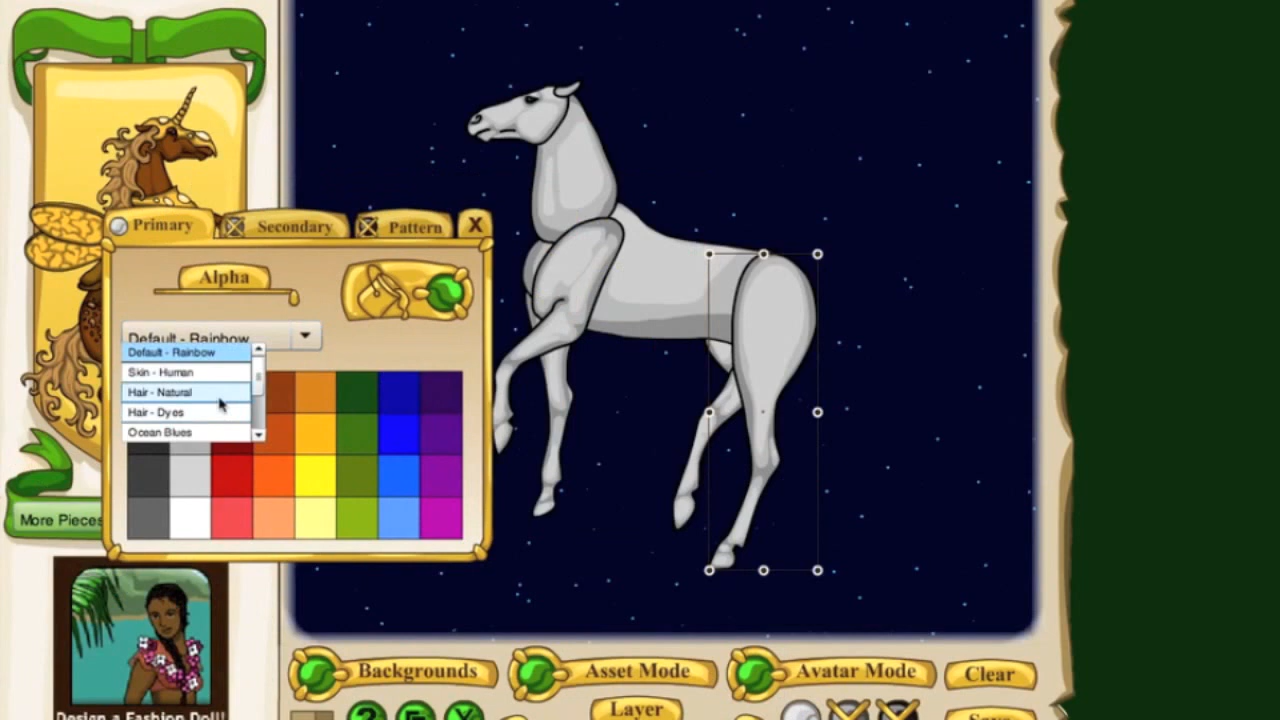 Primary
Secondary
Pattern
X
Alpha
Default - Rainbow
Default - Rainbow
Skin - Human
Hair - Natural
Hair - Dyes
Ocean Blues
More Pieces
Design a Fashion Doll!
Backgrounds
Asset Mode
Avatar Mode
Clear
Layer
Save